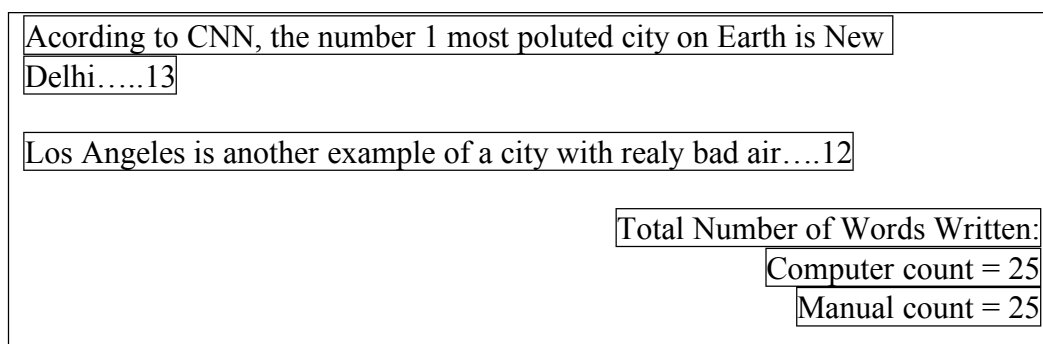 Acording to CNN, the number 1 most poluted city on Earth is New
Delhi…..13
Los Angeles is another example of a city with realy bad air….12
Total Number of Words Written:
Computer count = 25
Manual count = 25